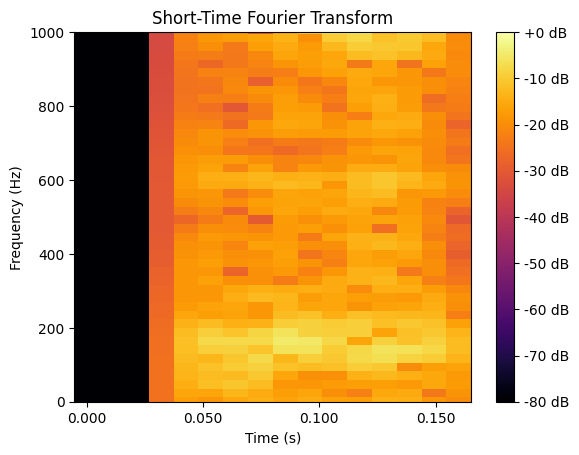 Short-Time Fourier Transform
Frequency (Hz)
1000
800
600
400
200
0
0.000
0.050
0.100
0.150
Time (s)
+0 dB
-10 dB
-20 dB
-30 dB
-40 dB
-50 dB
-60 dB
-70 dB
-80 dB